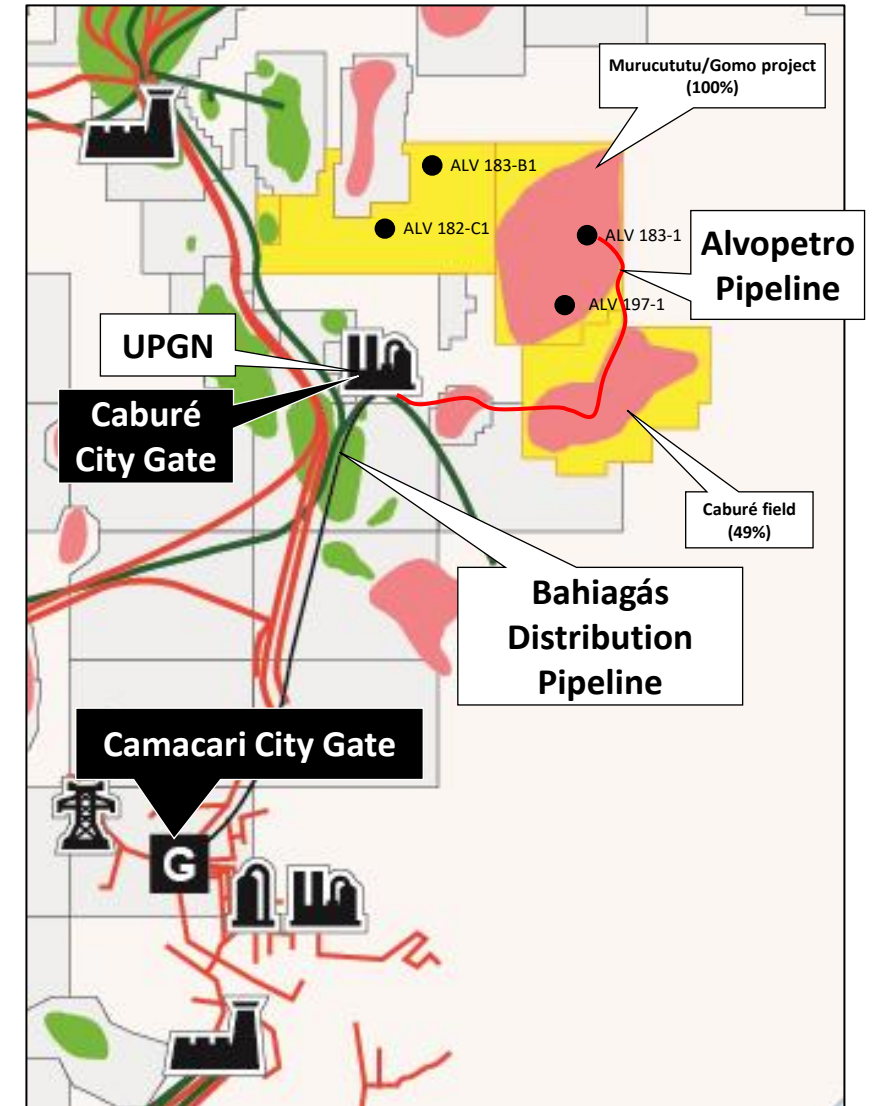 Murucututu/Gomo project
(100%)
ALV 183-B1
ALV 182-C1
ALV 183-1
Alvopetro
Pipeline
ALV 197-1
UPGN
Caburé
City Gate
Caburé field
(49%)
Bahiagás
Distribution
Pipeline
Camacari City Gate
G